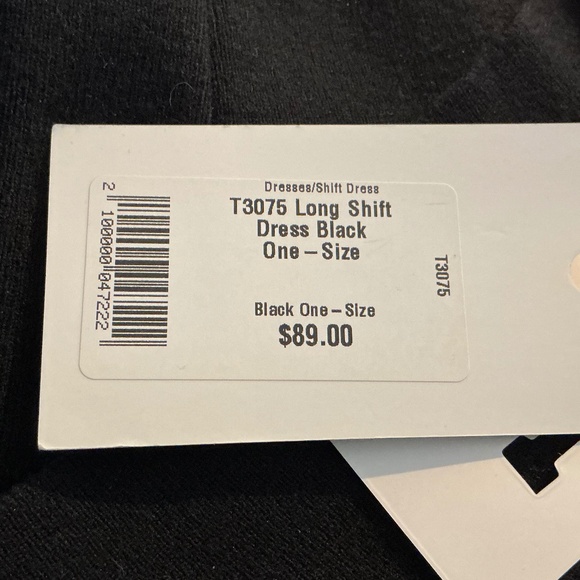 Dresses/Shift Dress
T3075 Long Shift
Dress Black
One-Size
Black One-Size
$89.00
T3075
2 100000 047222